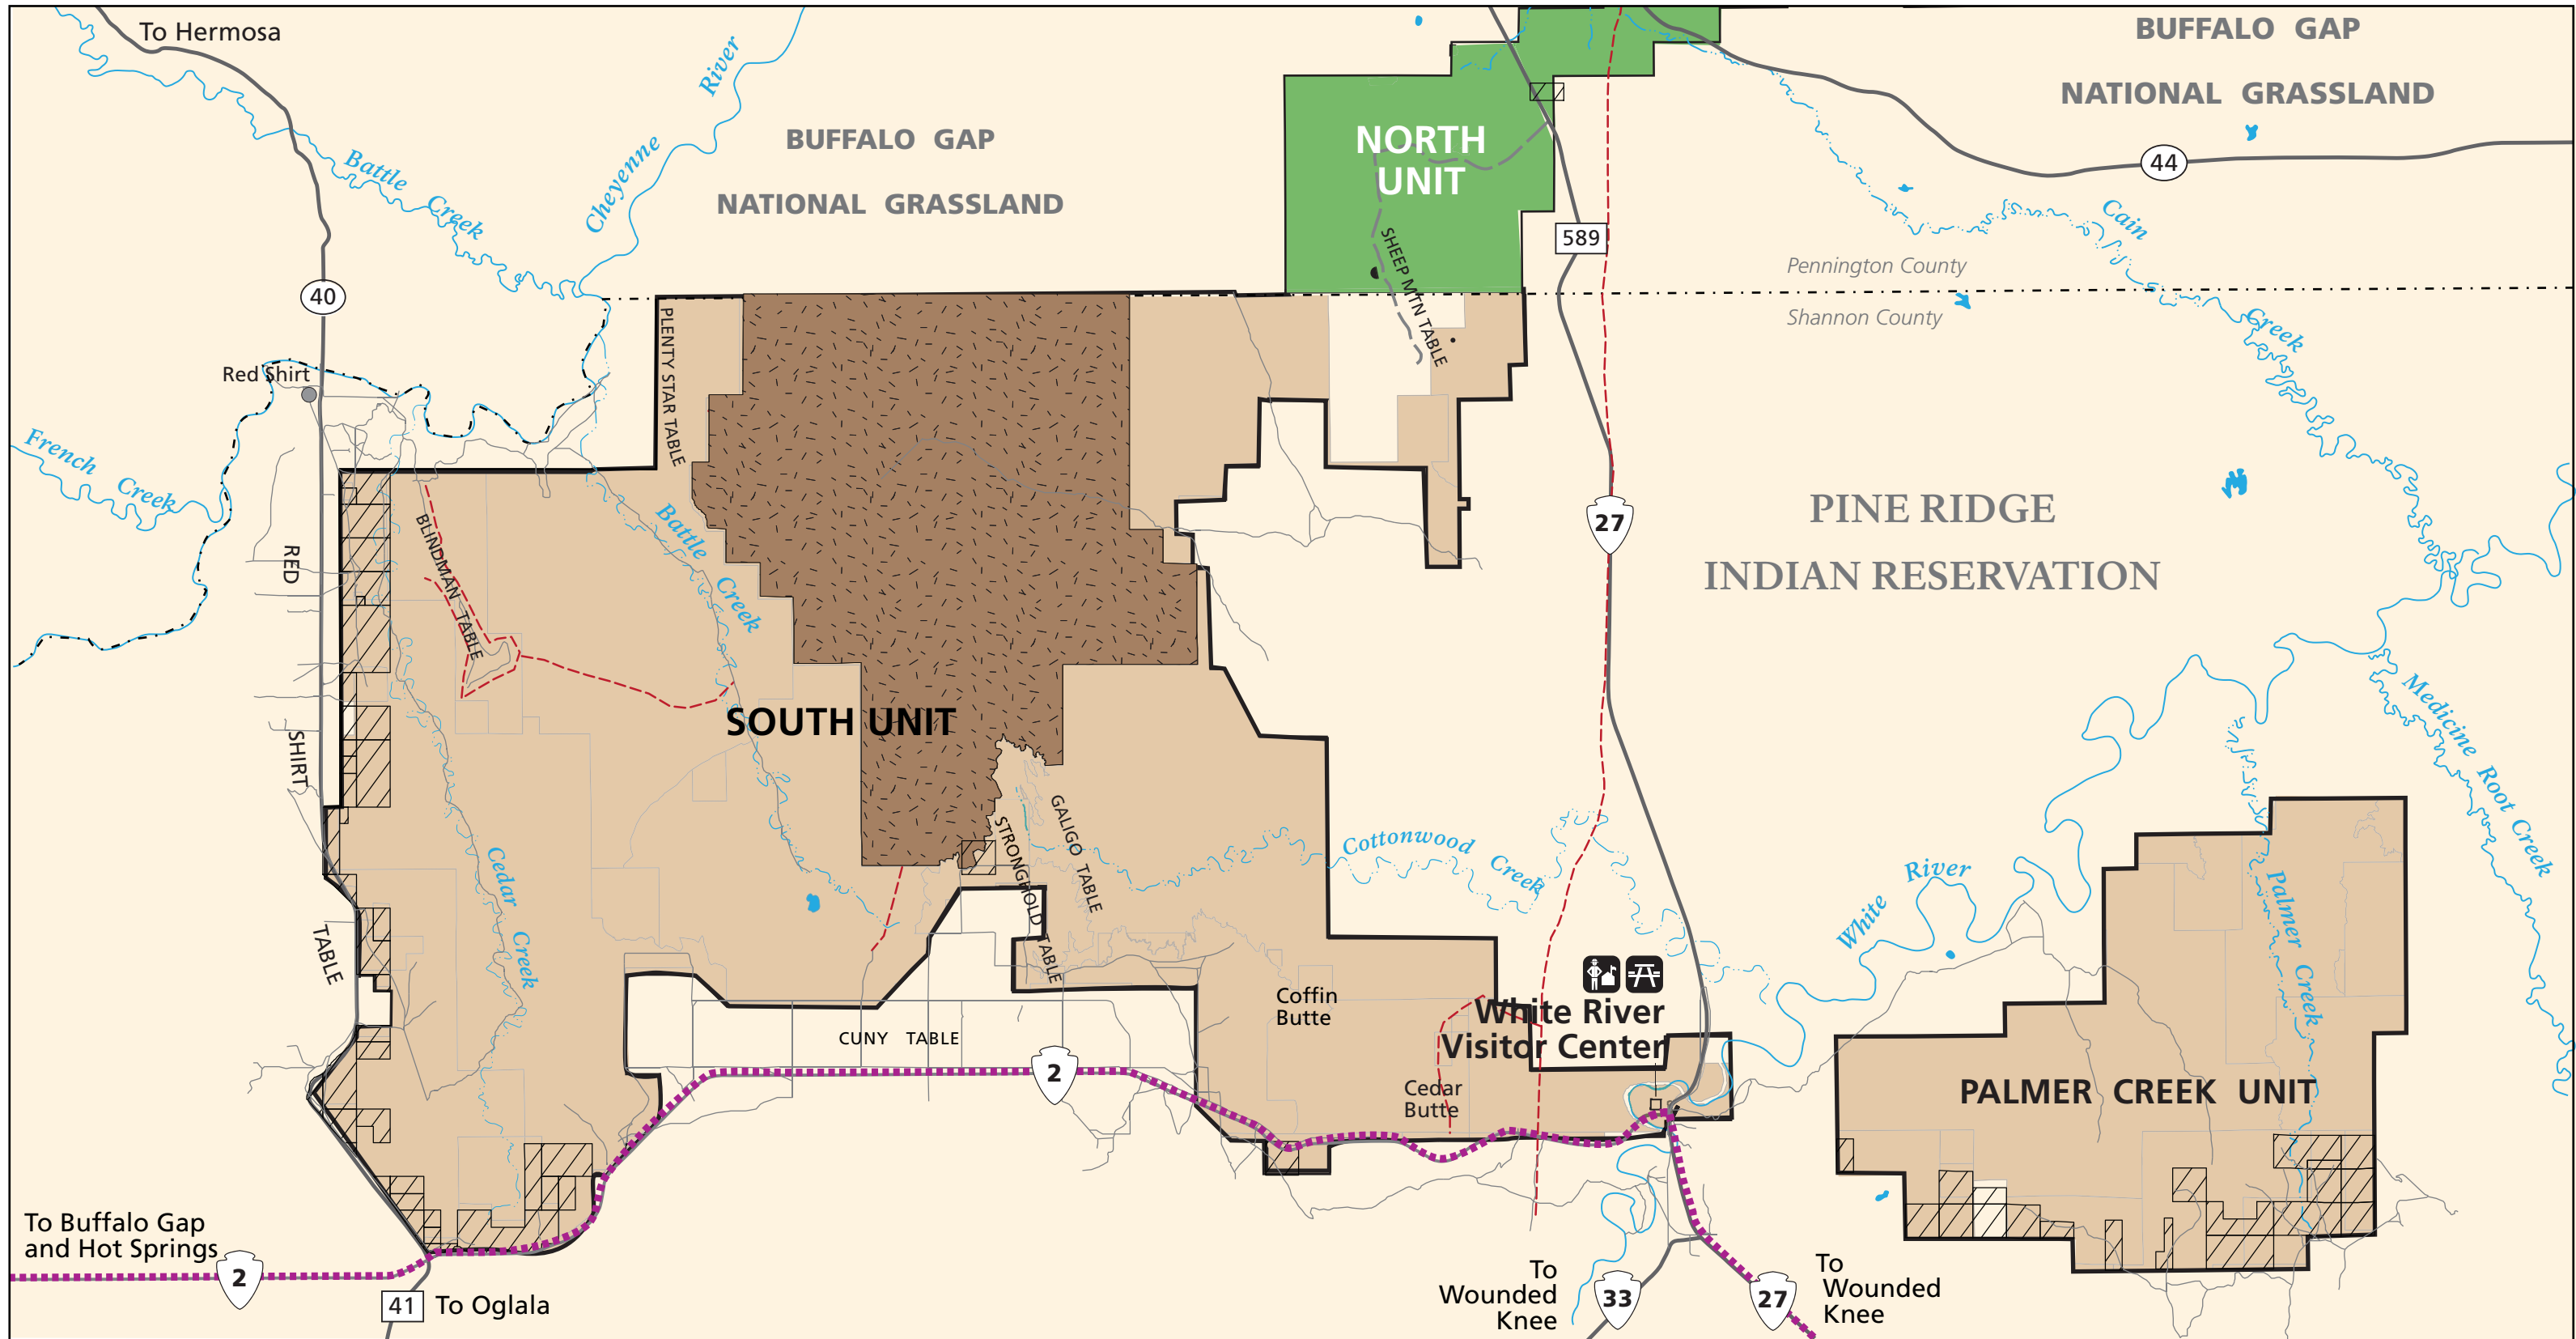 To Hermosa
BUFFALO GAP
NATIONAL GRASSLAND
River
Cheyenne
BUFFALO GAP
NATIONAL GRASSLAND
NORTH
UNIT
Battle
Creek
44
Cain
Creek
589
SHEEP MTN TABLE
Pennington County
Shannon County
40
Red Shirt
PLENTY STAR TABLE
French
Creek
RED
SHIRT
TABLE
BLINDMAN TABLE
Battle
Creek
27
PINE RIDGE
INDIAN RESERVATION
SOUTH UNIT
Medicine Root Creek
GALIGO TABLE
STRONGHOLD TABLE
Cottonwood Creek
Cedar
Creek
White River
Palmer
Creek
Coffin
Butte
White River
Visitor Center
CUNY TABLE
2
Cedar
Butte
PALMER CREEK UNIT
To Buffalo Gap
and Hot Springs
2
41
To Oglala
To
Wounded
Knee
33
27
To
Wounded
Knee